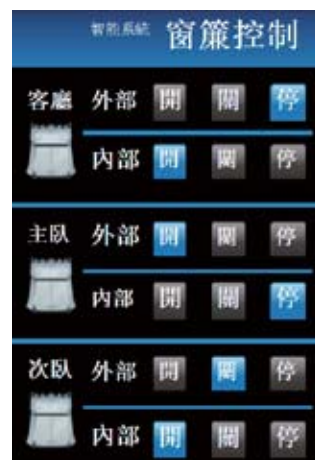 智能系統 窗簾控制
客廳 外部 開 關 停
內部 開 關 停
主臥 外部 開 關 停
內部 開 關 停
次臥 外部 開 關 停
內部 開 關 停